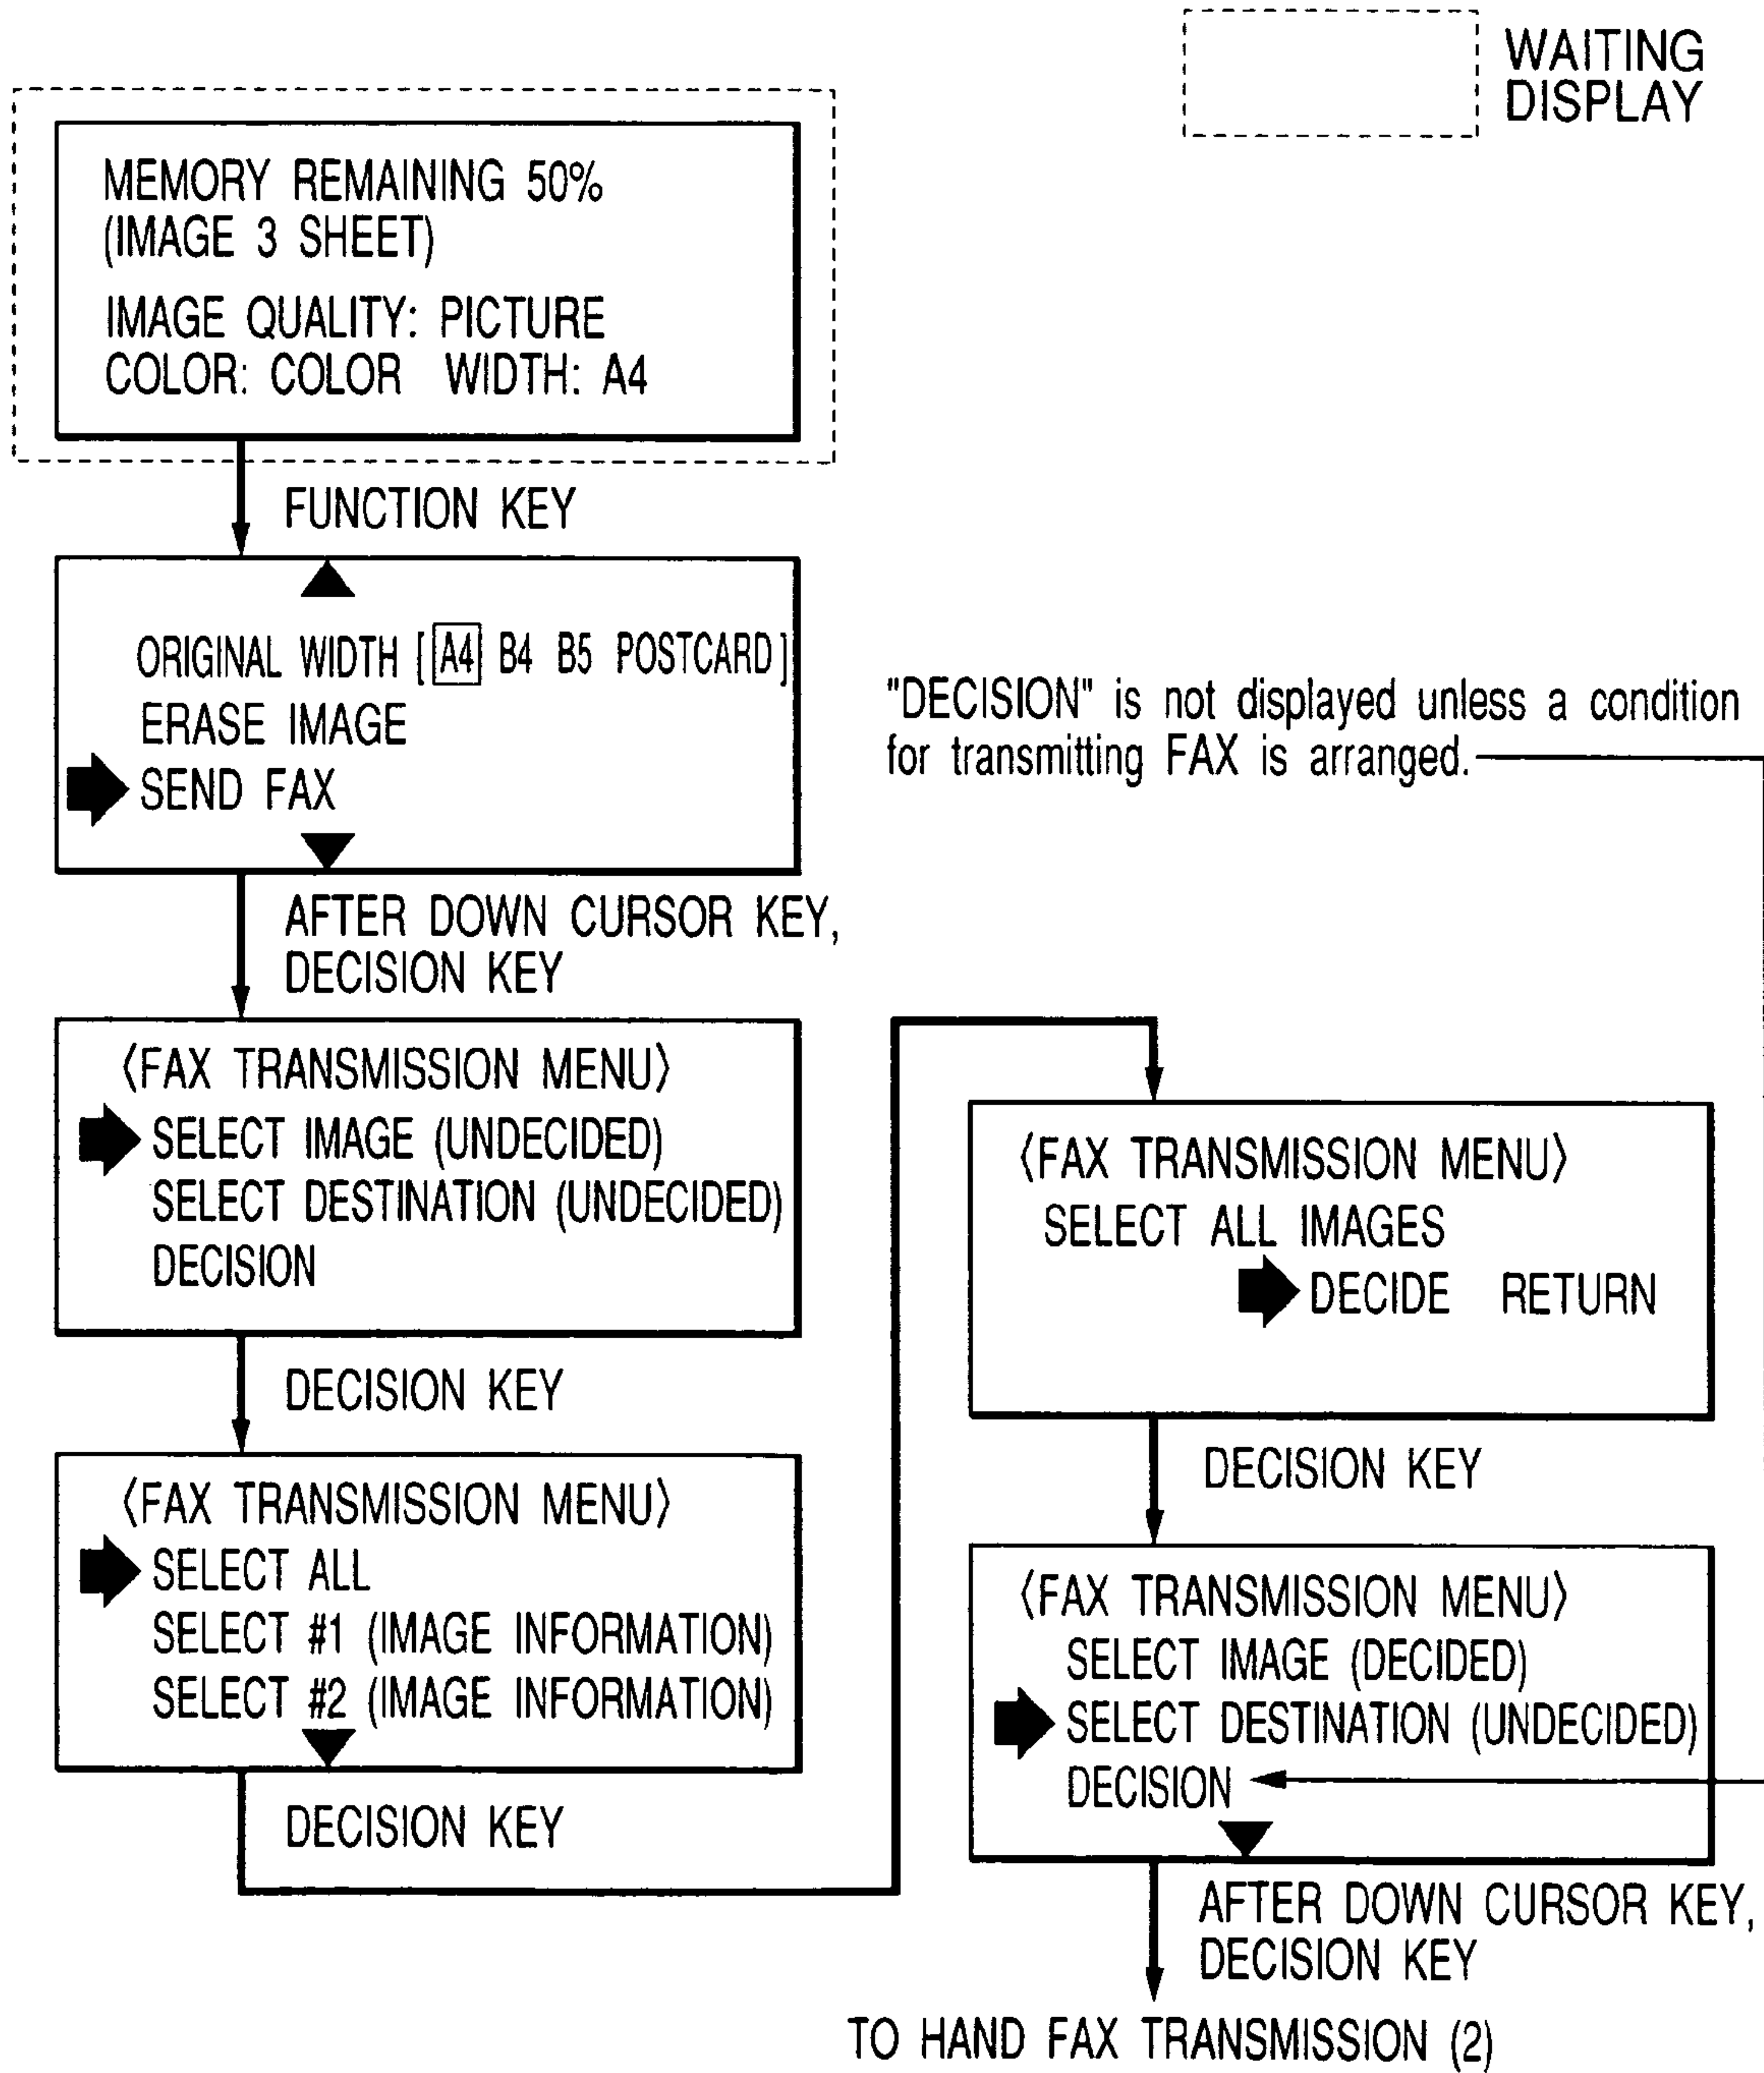 WAITING
DISPLAY
MEMORY REMAINING 50%
(IMAGE 3 SHEET)
IMAGE QUALITY: PICTURE
COLOR: COLOR WIDTH: A4
FUNCTION KEY
ORIGINAL WIDTH [A4 B4 B5 POSTCARD]
ERASE IMAGE
SEND FAX
AFTER DOWN CURSOR KEY,
DECISION KEY
〈FAX TRANSMISSION MENU〉
SELECT IMAGE (UNDECIDED)
SELECT DESTINATION (UNDECIDED)
DECISION
DECISION KEY
〈FAX TRANSMISSION MENU〉
SELECT ALL
SELECT #1 (IMAGE INFORMATION)
SELECT #2 (IMAGE INFORMATION)
DECISION KEY
"DECISION" is not displayed unless a condition
for transmitting FAX is arranged.
〈FAX TRANSMISSION MENU〉
SELECT ALL IMAGES
DECIDE RETURN
DECISION KEY
〈FAX TRANSMISSION MENU〉
SELECT IMAGE (DECIDED)
SELECT DESTINATION (UNDECIDED)
DECISION
AFTER DOWN CURSOR KEY,
DECISION KEY
TO HAND FAX TRANSMISSION (2)